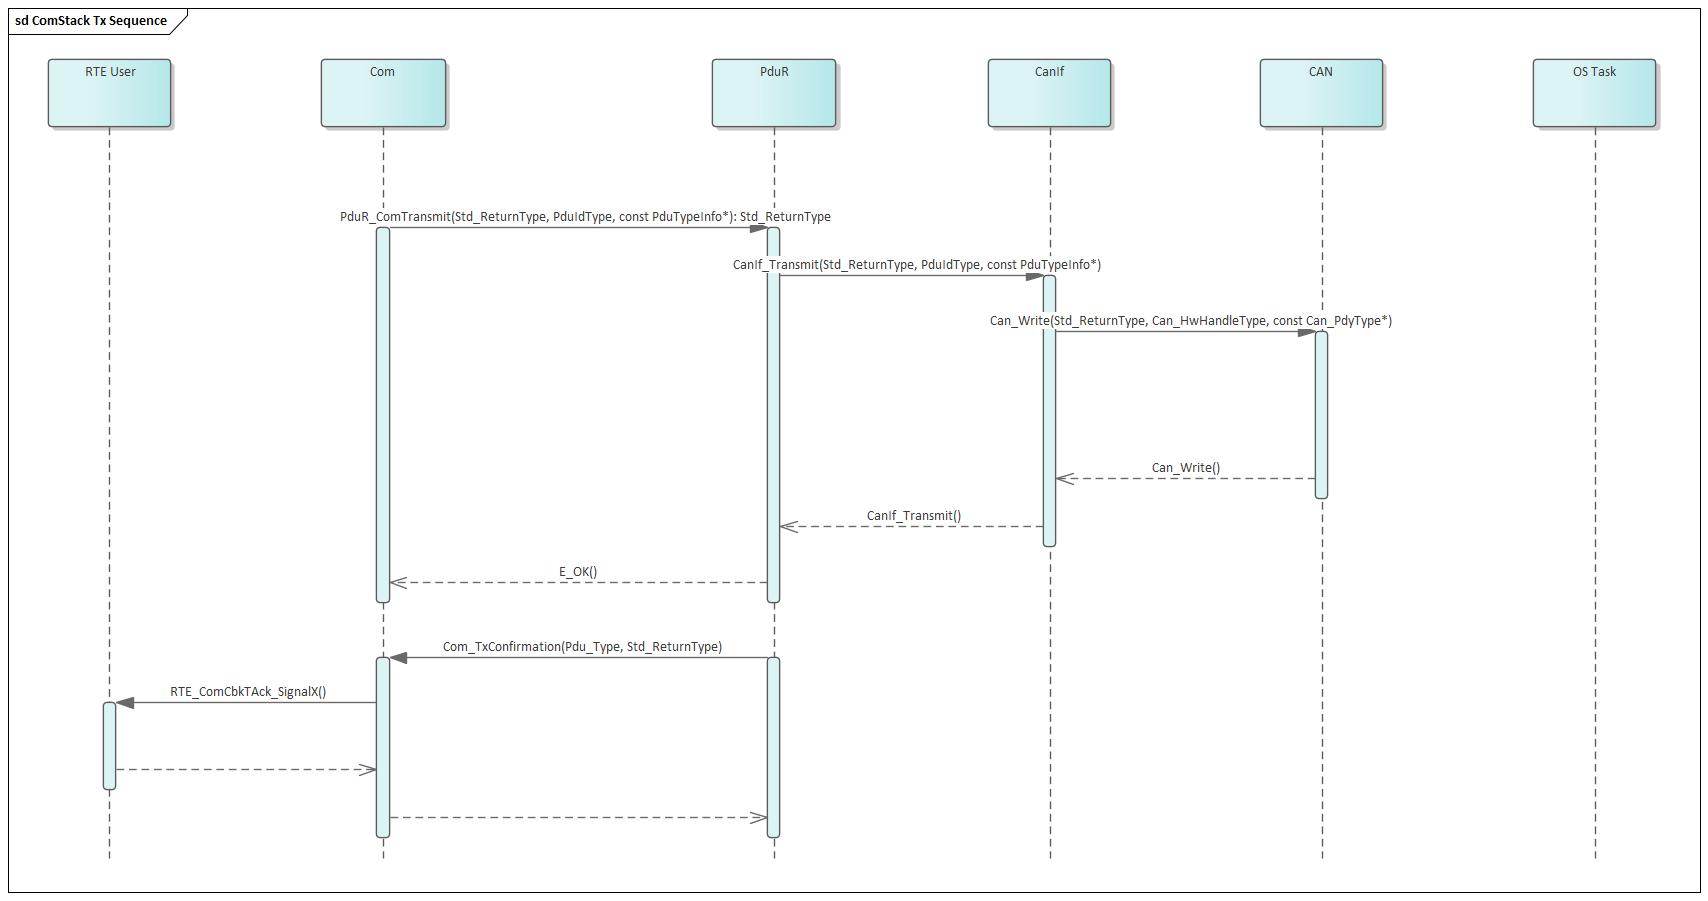 sd ComStack Tx Sequence
RTE User
Com
PduR
CanIf
CAN
OS Task
PduR_ComTransmit(Std_ReturnType, PduIdType, const PduTypeInfo*): Std_ReturnType
CanIf_Transmit(Std_ReturnType, PduIdType, const PduTypeInfo*)
Can_Write(Std_ReturnType, Can_HwHandleType, const Can_PdyType*)
Can_Write()
CanIf_Transmit()
E_OK()
Com_TxConfirmation(Pdu_Type, Std_ReturnType)
RTE_ComCbkTAck_SignalX()